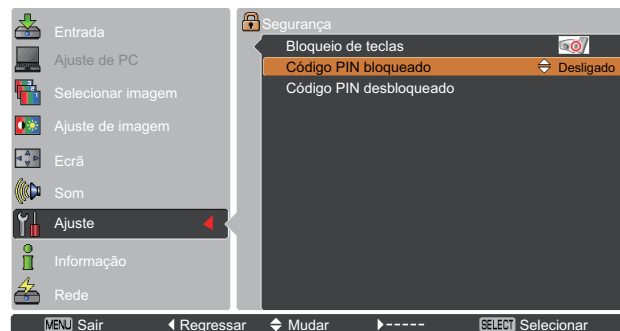 Entrada
Ajuste de PC
Selecionar imagem
Ajuste de imagem
Ecrã
Som
Ajuste
Informação
Rede
Segurança
Bloqueio de teclas
Código PIN bloqueado Desligado
Código PIN desbloqueado
MENU Sair Regressar Mudar ----- SELECT Selecionar